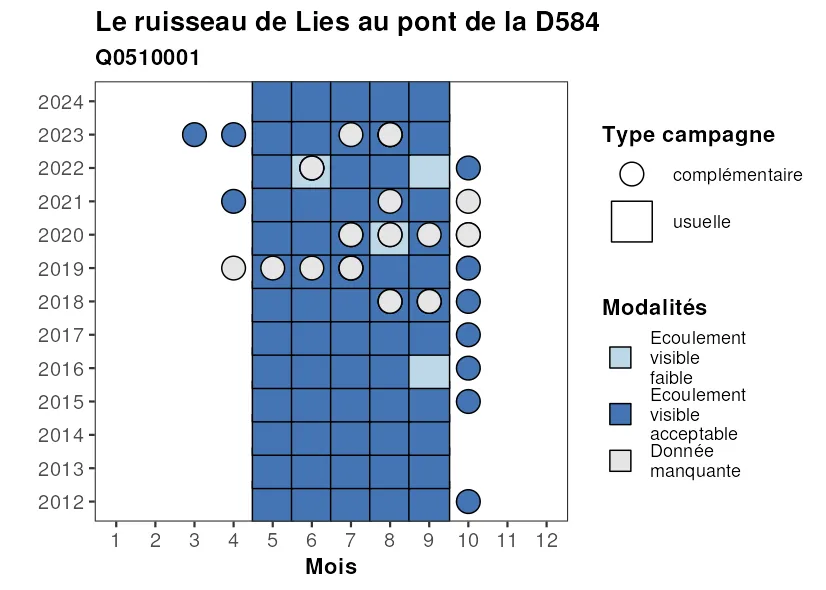 Le ruisseau de Lies au pont de la D584
Q0510001
2024
2023
2022
2021
2020
2019
2018
2017
2016
2015
2014
2013
2012
1 2 3 4 5 6 7 8 9 10 11 12
Mois
Type campagne
complémentaire
usuelle
Modalités
Ecoulement
visible
faible
Ecoulement
visible
acceptable
Donnée
manquante